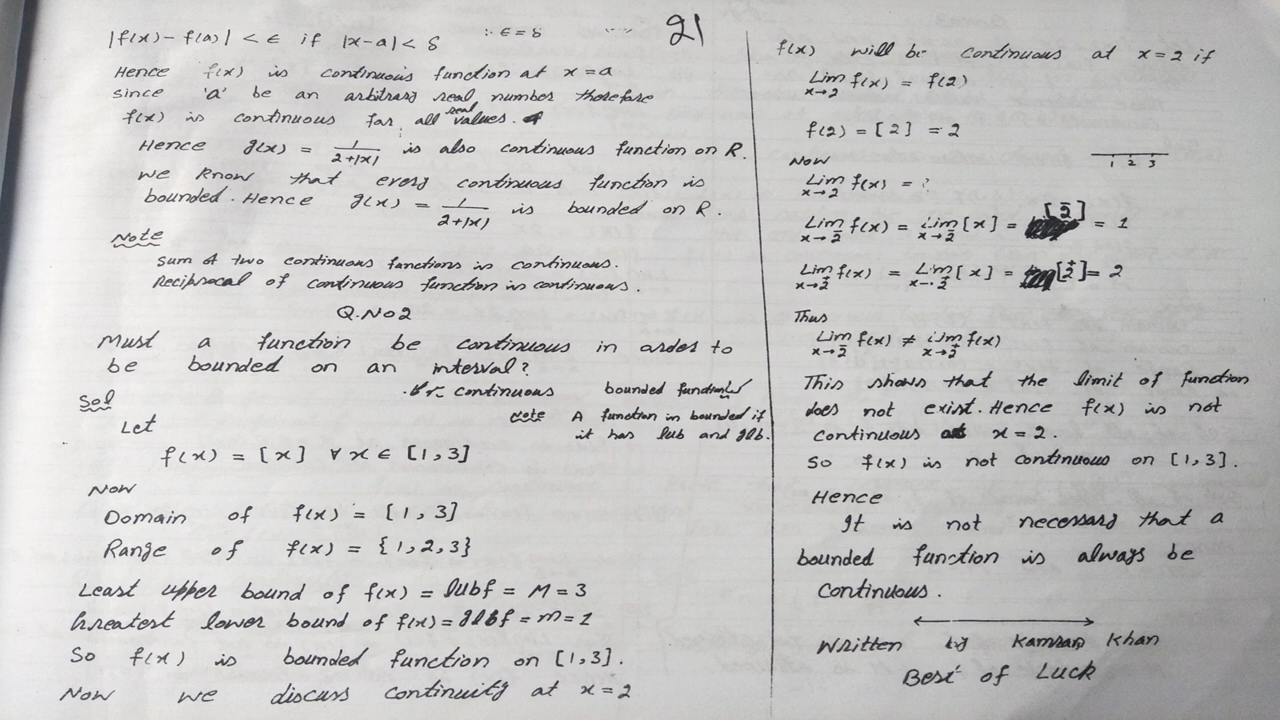 21
|f(x) - f(a)| < ε if |x-a| < δ ∵ ε = δ
Hence f(x) is continuous function at x = a
since 'a' be an arbitrary real number therefore
f(x) is continuous for all real values.
Hence g(x) = 1/(2+|x|) is also continuous function on R.
we know that every continuous function is
bounded. Hence g(x) = 1/(2+|x|) is bounded on R.
Note
Sum of two continuous functions is continuous.
Reciprocal of continuous function is continuous.
Q.No2
Must a function be continuous in order to
be bounded on an interval?
continuous bounded function
Sol
note A function is bounded if
it has lub and glb.
Let
f(x) = [x] ∀ x ∈ [1,3]
Now
Domain of f(x) = [1,3]
Range of f(x) = {1,2,3}
Least upper bound of f(x) = lubf = M = 3
Greatest lower bound of f(x) = glbf = m = 1
So f(x) is bounded function on [1,3].
Now we discuss continuity at x = 2
f(x) will be continuous at x = 2 if
Lim x→2 f(x) = f(2)
f(2) = [2] = 2
Now
1 2 3
Lim x→2 f(x) = ?
Lim x→2⁻ f(x) = Lim x→2⁻ [x] = [2⁻] = 1
Lim x→2⁺ f(x) = Lim x→2⁺ [x] = [2⁺] = 2
Thus
Lim x→2⁻ f(x) ≠ Lim x→2⁺ f(x)
This shows that the limit of function
does not exist. Hence f(x) is not
continuous at x = 2.
So f(x) is not continuous on [1,3].
Hence
It is not necessary that a
bounded function is always be
continuous.
Written by Kamran Khan
Best of Luck